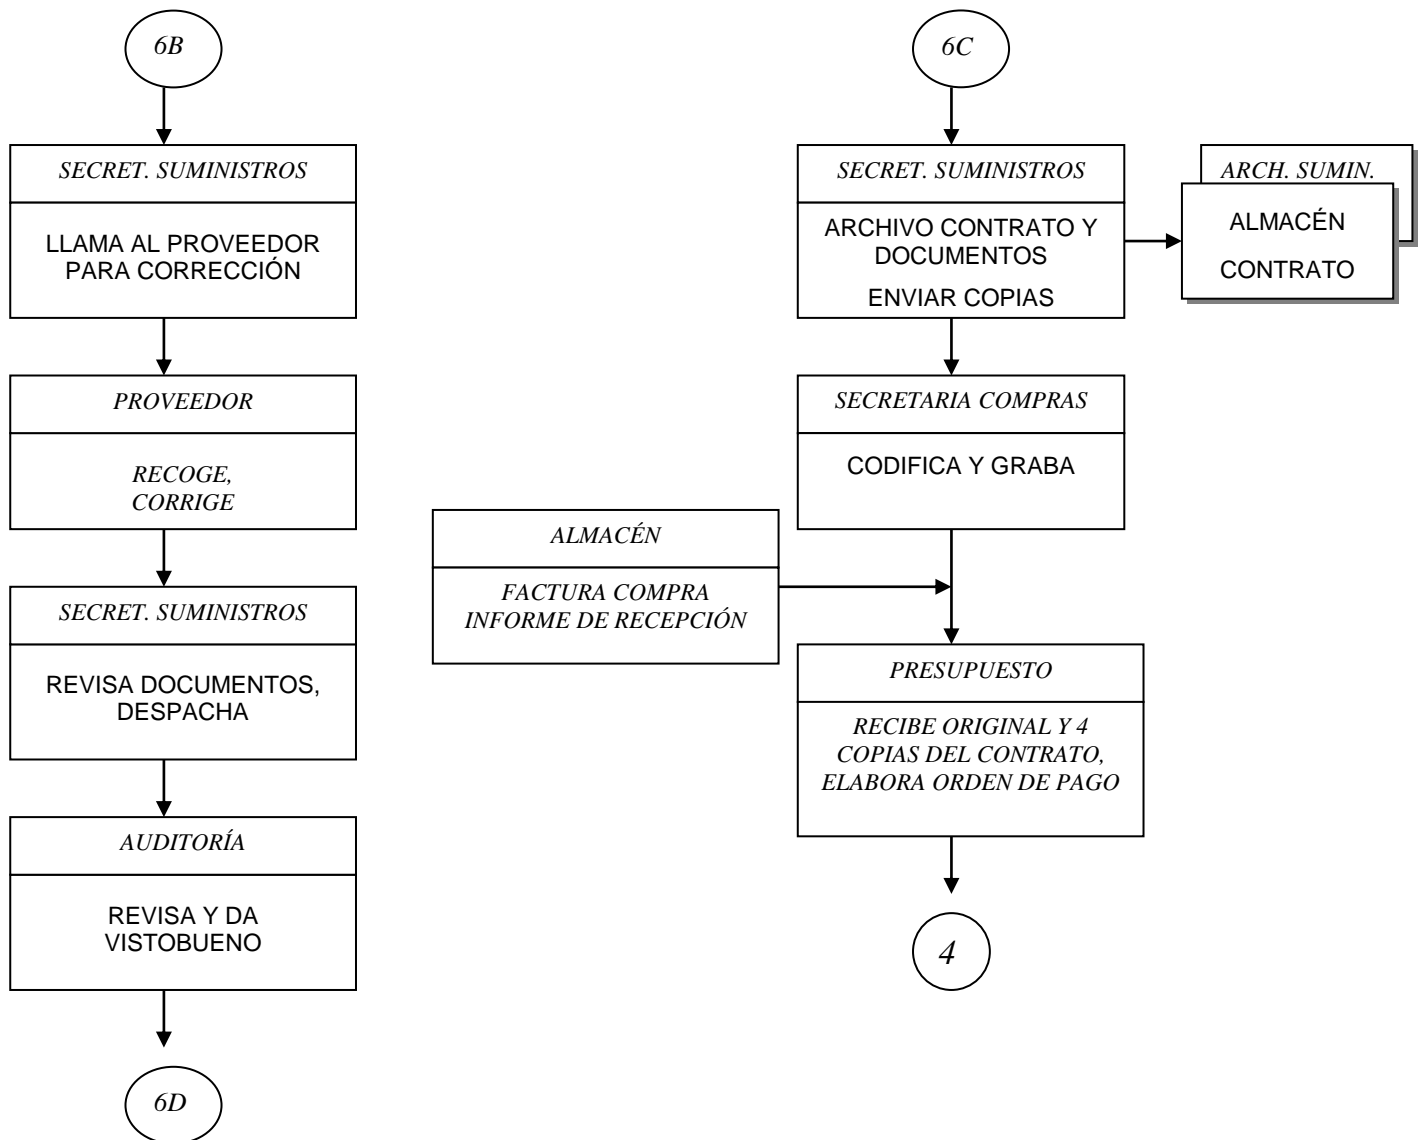 6B
SECRET. SUMINISTROS
LLAMA AL PROVEEDOR
PARA CORRECCIÓN
PROVEEDOR
RECOGE,
CORRIGE
SECRET. SUMINISTROS
REVISA DOCUMENTOS,
DESPACHA
AUDITORÍA
REVISA Y DA
VISTOBUENO
6D
6C
SECRET. SUMINISTROS
ARCHIVO CONTRATO Y
DOCUMENTOS
ENVIAR COPIAS
ARCH. SUMIN.
ALMACÉN
CONTRATO
SECRETARIA COMPRAS
CODIFICA Y GRABA
ALMACÉN
FACTURA COMPRA
INFORME DE RECEPCIÓN
PRESUPUESTO
RECIBE ORIGINAL Y 4
COPIAS DEL CONTRATO,
ELABORA ORDEN DE PAGO
4